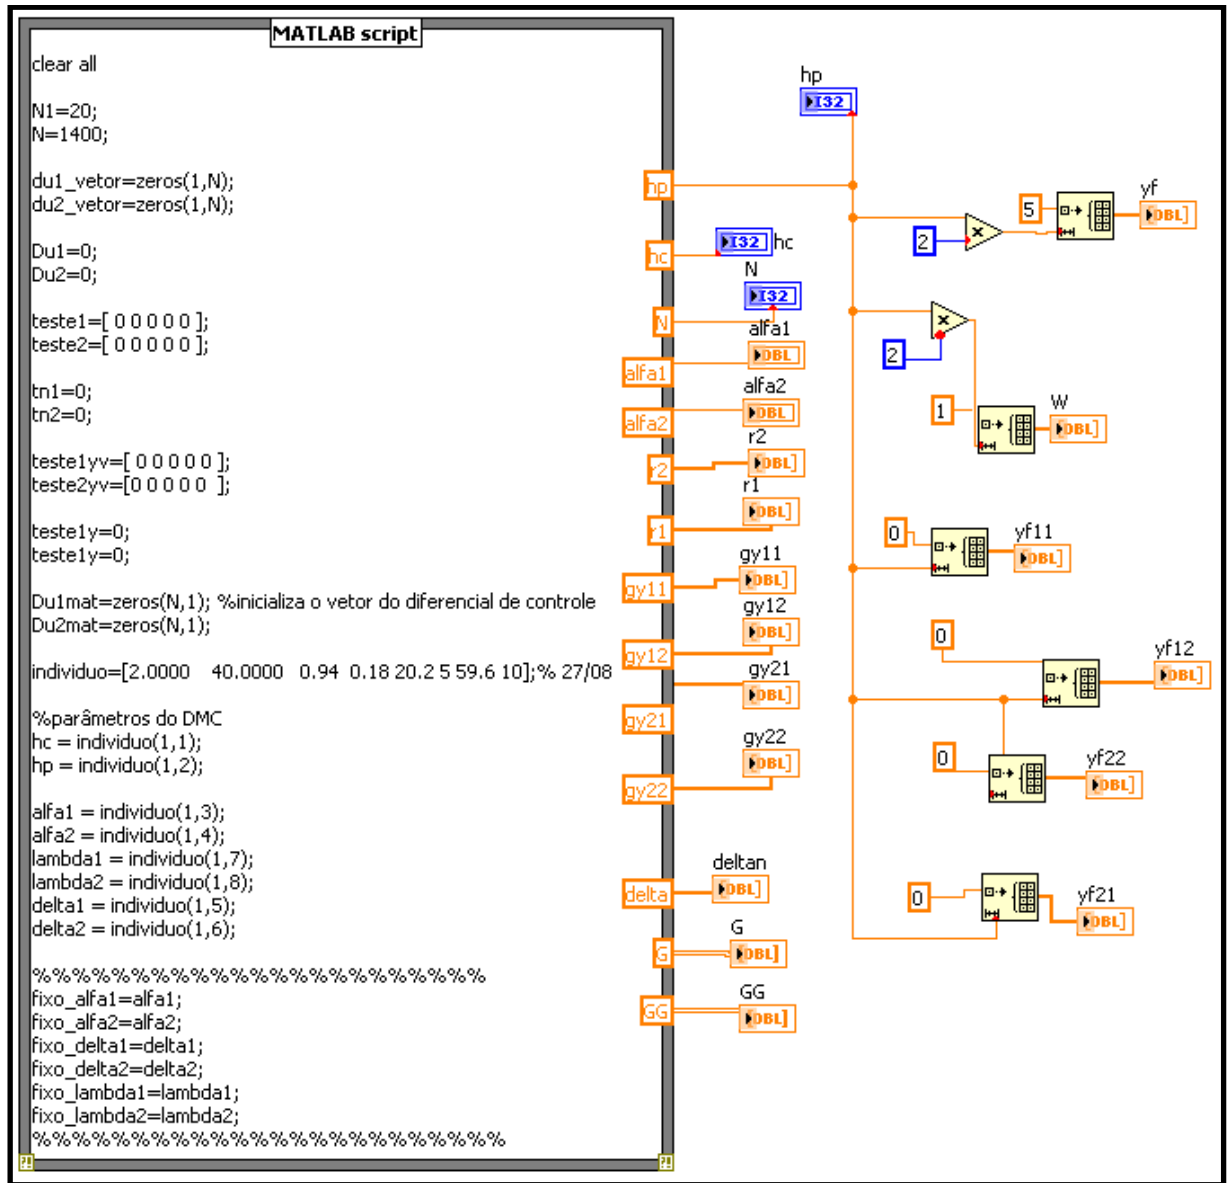 MATLAB script
clear all
N1=20;
N=1400;
du1_vetor=zeros(1,N);
du2_vetor=zeros(1,N);
Du1=0;
Du2=0;
teste1=[ 0 0 0 0 0 ];
teste2=[ 0 0 0 0 0 ];
tn1=0;
tn2=0;
teste1yv=[ 0 0 0 0 0 ];
teste2yv=[0 0 0 0 0 ];
teste1y=0;
teste1y=0;
Du1mat=zeros(N,1); %inicializa o vetor do diferencial de controle
Du2mat=zeros(N,1);
individuo=[2.0000 40.0000 0.94 0.18 20.2 5 59.6 10];% 27/08
%parâmetros do DMC
hc = individuo(1,1);
hp = individuo(1,2);
alfa1 = individuo(1,3);
alfa2 = individuo(1,4);
lambda1 = individuo(1,7);
lambda2 = individuo(1,8);
delta1 = individuo(1,5);
delta2 = individuo(1,6);
%%%%%%%%%%%%%%%%%%%%%%%
fixo_alfa1=alfa1;
fixo_alfa2=alfa2;
fixo_delta1=delta1;
fixo_delta2=delta2;
fixo_lambda1=lambda1;
fixo_lambda2=lambda2;
%%%%%%%%%%%%%%%%%%%%%%%%
hp
hc
N
alfa1
alfa2
r2
r1
gy11
gy12
gy21
gy22
delta
G
GG
hp
I32
I32 hc
N
I32
alfa1
DBL
alfa2
DBL
r2
DBL]
r1
DBL]
gy11
DBL]
gy12
DBL]
gy21
DBL]
gy22
DBL]
deltan
DBL]
G
DBL]
GG
DBL]
5
2
x
yf
DBL]
2
x
1
W
DBL]
0
yf11
DBL]
0
yf12
DBL]
0
yf22
DBL]
0
yf21
DBL]